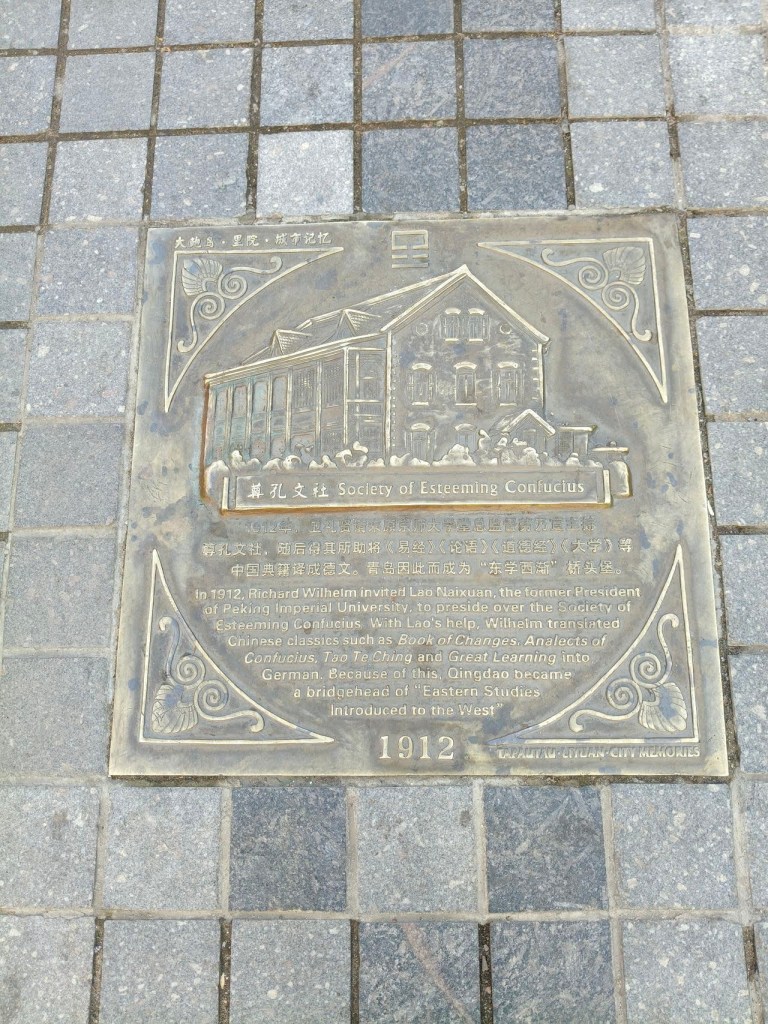 大鲍岛·里院·城市记忆
里
尊孔文社 Society of Esteeming Confucius
1912年，卫礼贤
尊孔文社，随后得其所助将《易经》《论语》《道德经》《大学》等
中国典籍译成德文。青岛因此而成为“东学西渐”桥头堡。
In 1912, Richard Wilhelm invited Lao Naixuan, the former President
of Peking Imperial University, to preside over the Society of
Esteeming Confucius. With Lao's help, Wilhelm translated
Chinese classics such as Book of Changes, Analects of
Confucius, Tao Te Ching and Great Learning into
German. Because of this, Qingdao became
a bridgehead of "Eastern Studies
Introduced to the West"
1912
TAPAUTAU·LIYUAN·CITY MEMORIES